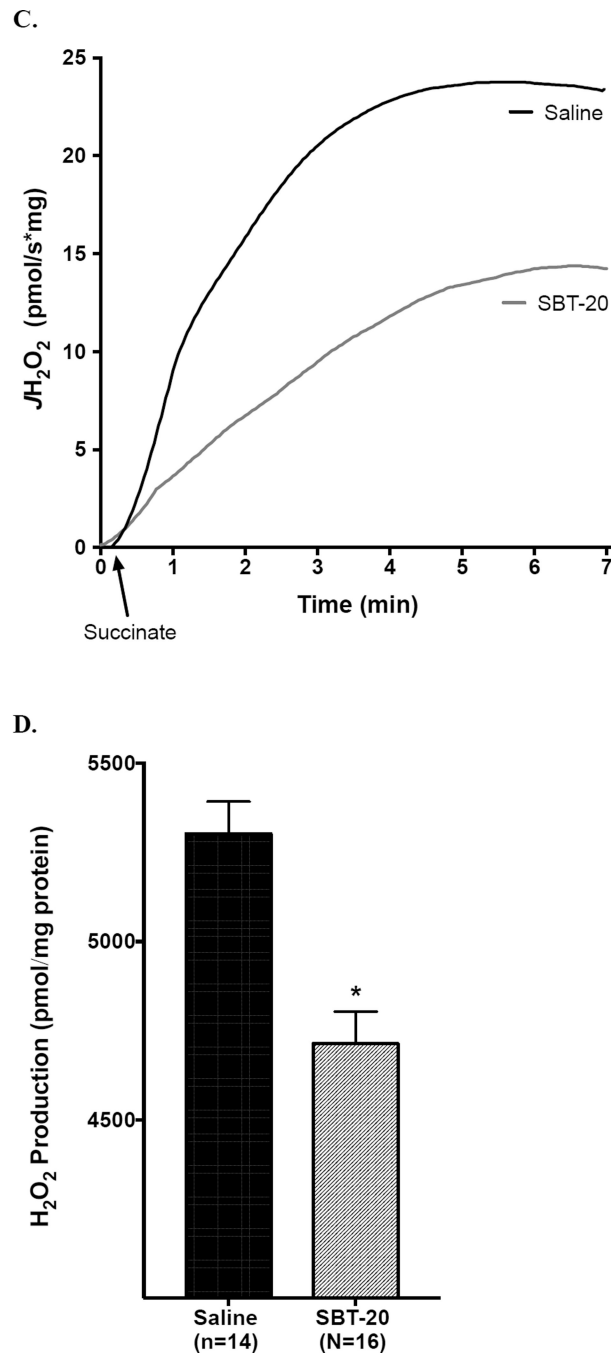 C.
25
20
15
10
5
0
JH₂O₂ (pmol/s*mg)
Saline
SBT-20
0 1 2 3 4 5 6 7
Time (min)
Succinate
D.
5500
5000
4500
H₂O₂ Production (pmol/mg protein)
*
Saline SBT-20
(n=14) (N=16)